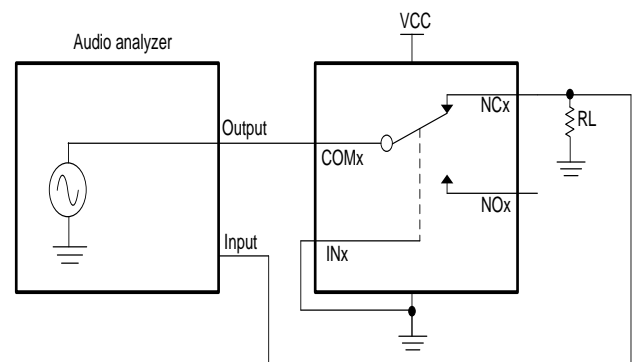 VCC
Audio analyzer
NCx
RL
Output
COMx
NOx
Input
INx